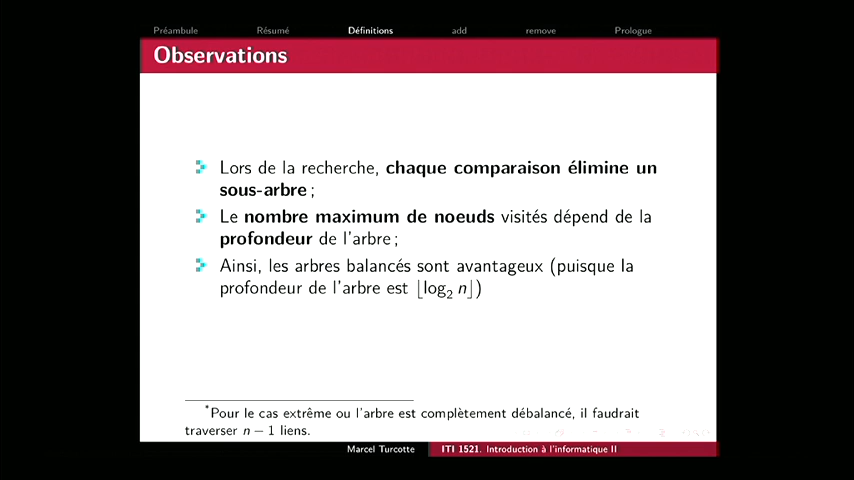 Préambule Résumé Définitions add remove Prologue
Observations
Lors de la recherche, chaque comparaison élimine un
sous-arbre ;
Le nombre maximum de noeuds visités dépend de la
profondeur de l'arbre ;
Ainsi, les arbres balancés sont avantageux (puisque la
profondeur de l'arbre est ⌊log₂ n⌋)
*Pour le cas extrême ou l'arbre est complètement débalancé, il faudrait
traverser n − 1 liens.
Marcel Turcotte ITI 1521. Introduction à l'informatique II